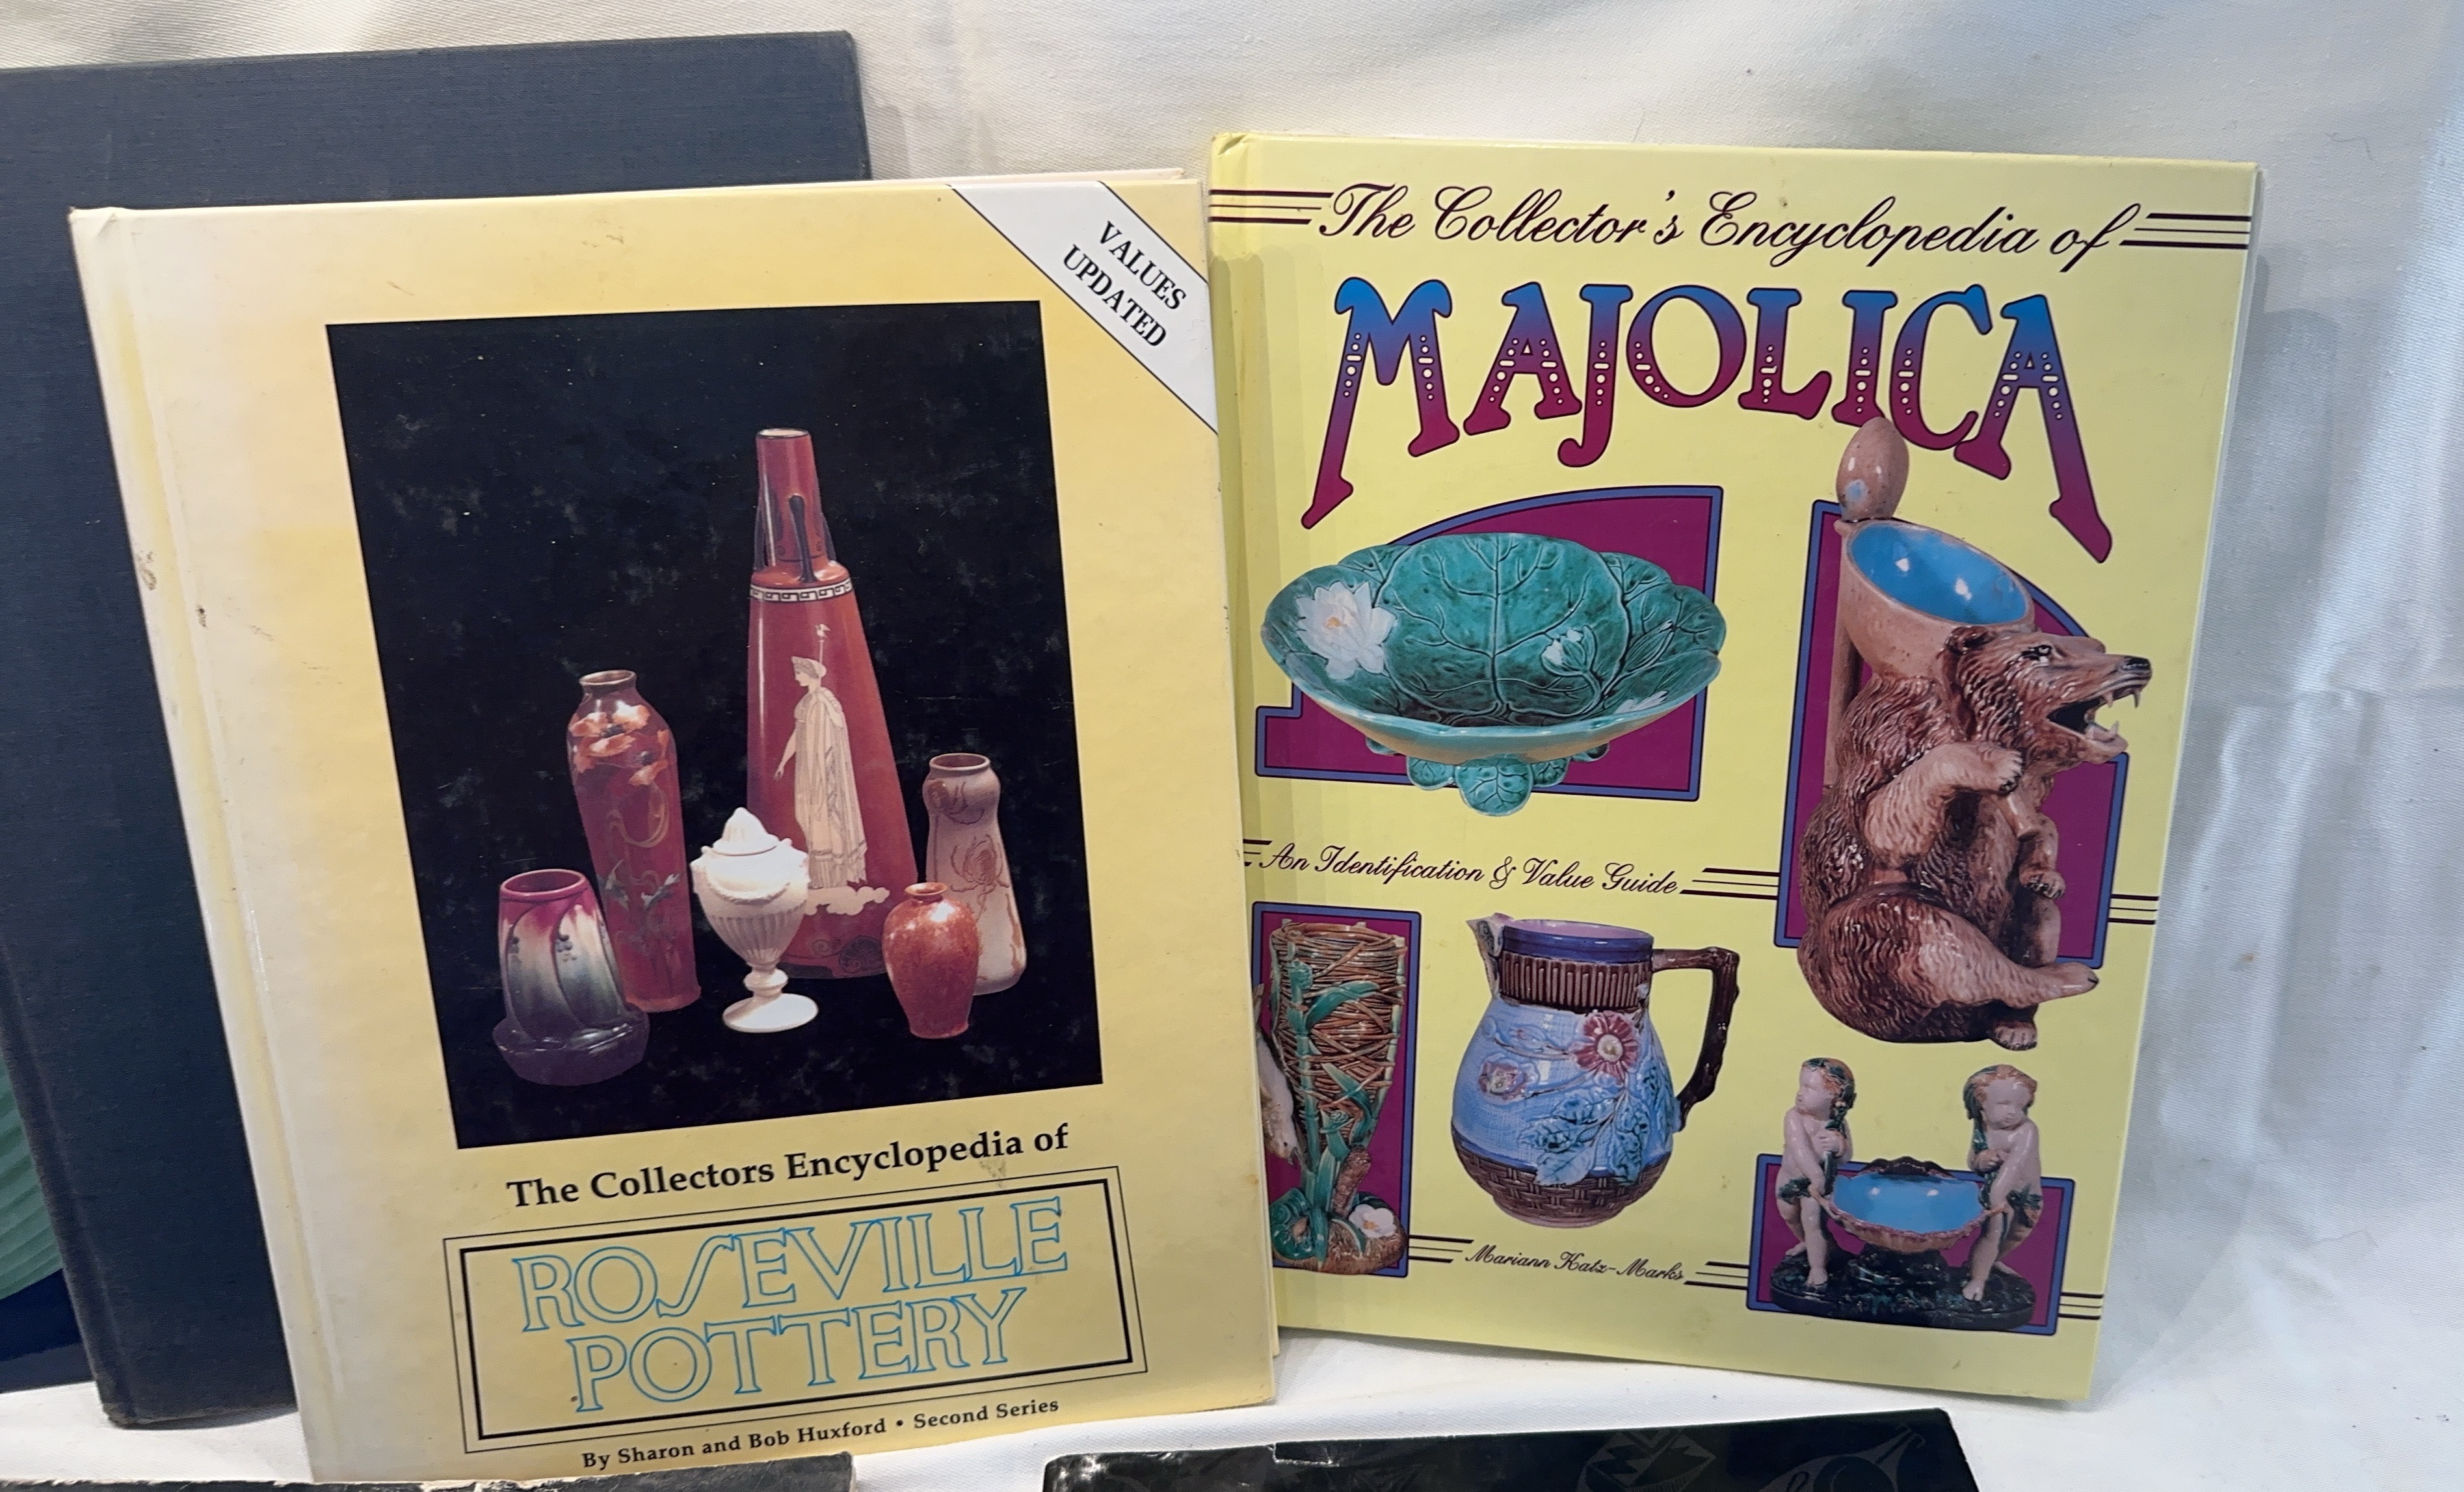 VALUES
UPDATED
The Collectors Encyclopedia of
ROSEVILLE
POTTERY
By Sharon and Bob Huxford • Second Series
The Collector's Encyclopedia of
MAJOLICA
An Identification & Value Guide
Mariann Katz-Marks